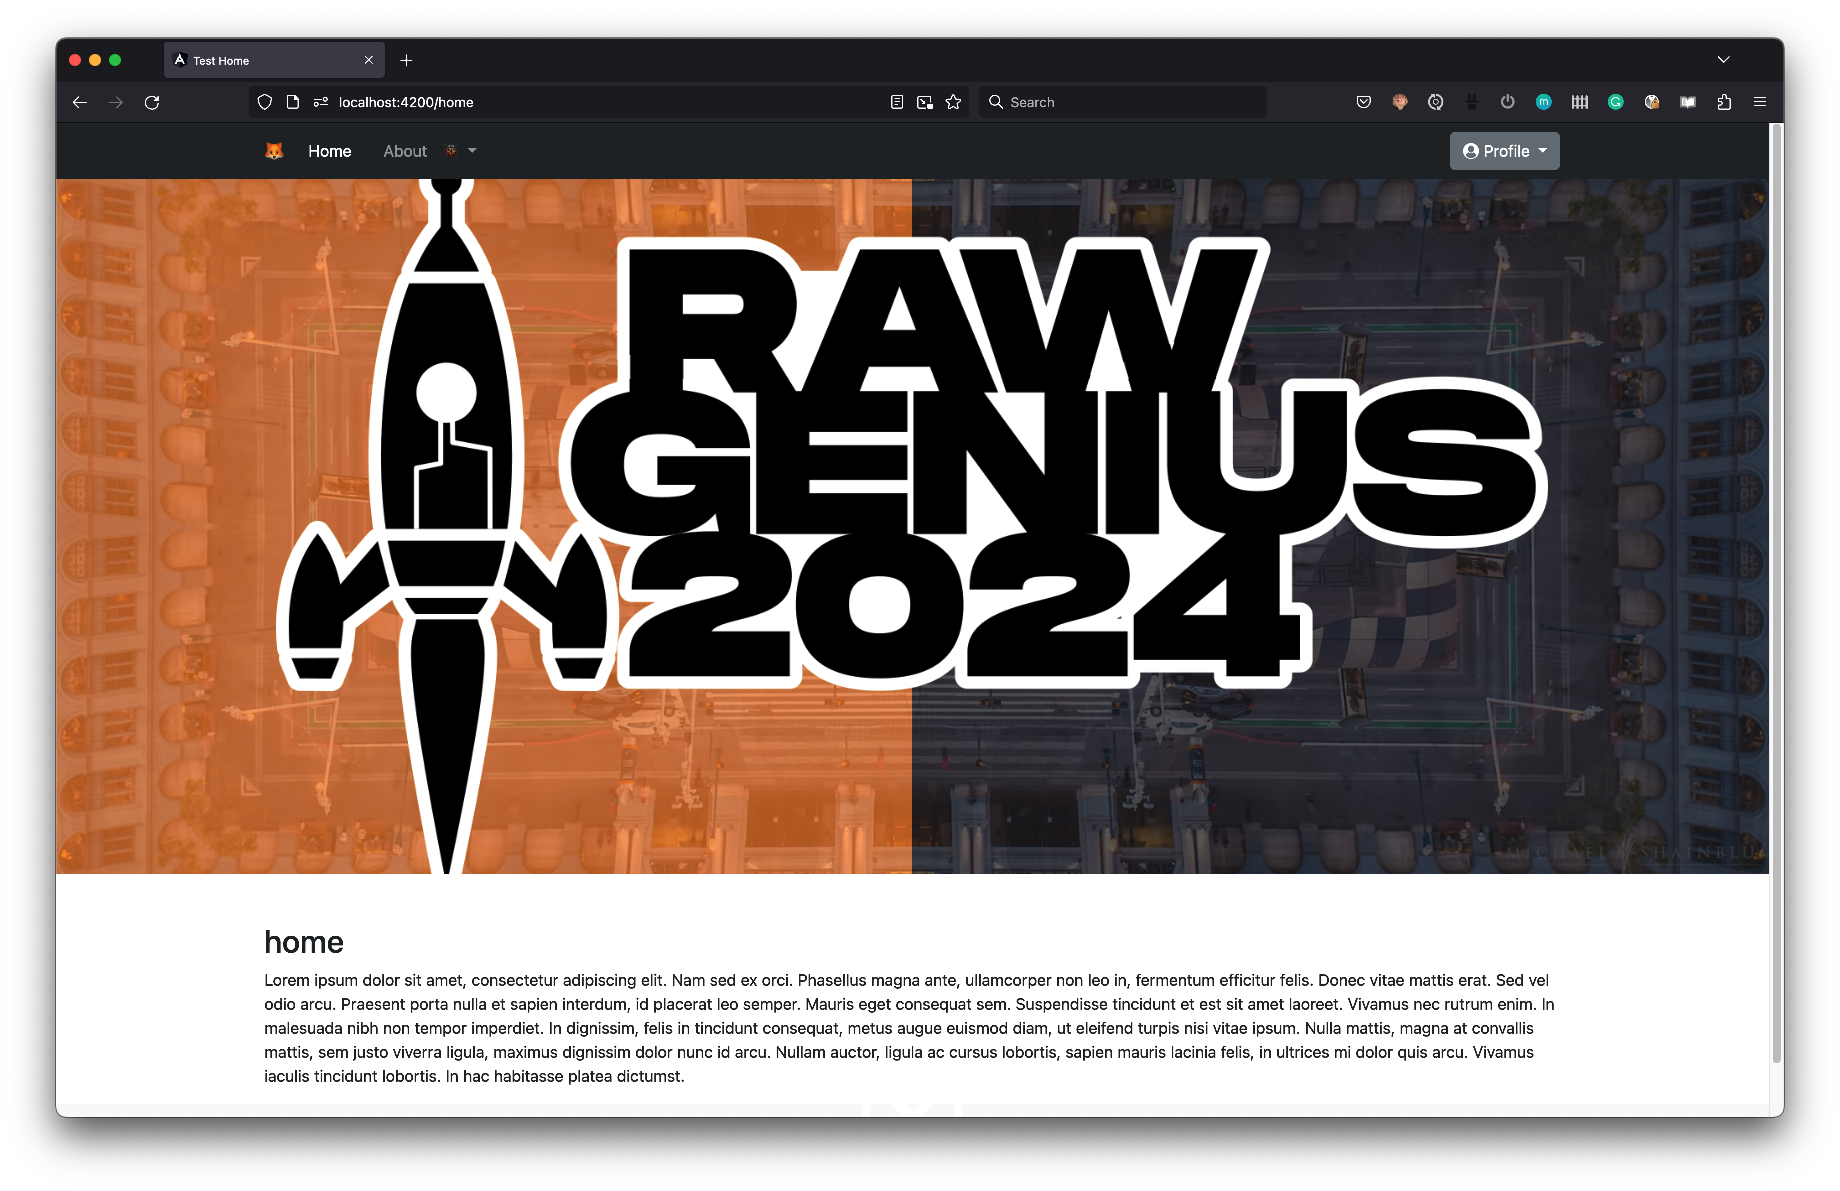 Test Home
localhost:4200/home
Search
Home
About
Profile
RAW
GENIUS
2024
MICHAEL SHAINBLU
home
Lorem ipsum dolor sit amet, consectetur adipiscing elit. Nam sed ex orci. Phasellus magna ante, ullamcorper non leo in, fermentum efficitur felis. Donec vitae mattis erat. Sed vel
odio arcu. Praesent porta nulla et sapien interdum, id placerat leo semper. Mauris eget consequat sem. Suspendisse tincidunt et est sit amet laoreet. Vivamus nec rutrum enim. In
malesuada nibh non tempor imperdiet. In dignissim, felis in tincidunt consequat, metus augue euismod diam, ut eleifend turpis nisi vitae ipsum. Nulla mattis, magna at convallis
mattis, sem justo viverra ligula, maximus dignissim dolor nunc id arcu. Nullam auctor, ligula ac cursus lobortis, sapien mauris lacinia felis, in ultrices mi dolor quis arcu. Vivamus
iaculis tincidunt lobortis. In hac habitasse platea dictumst.